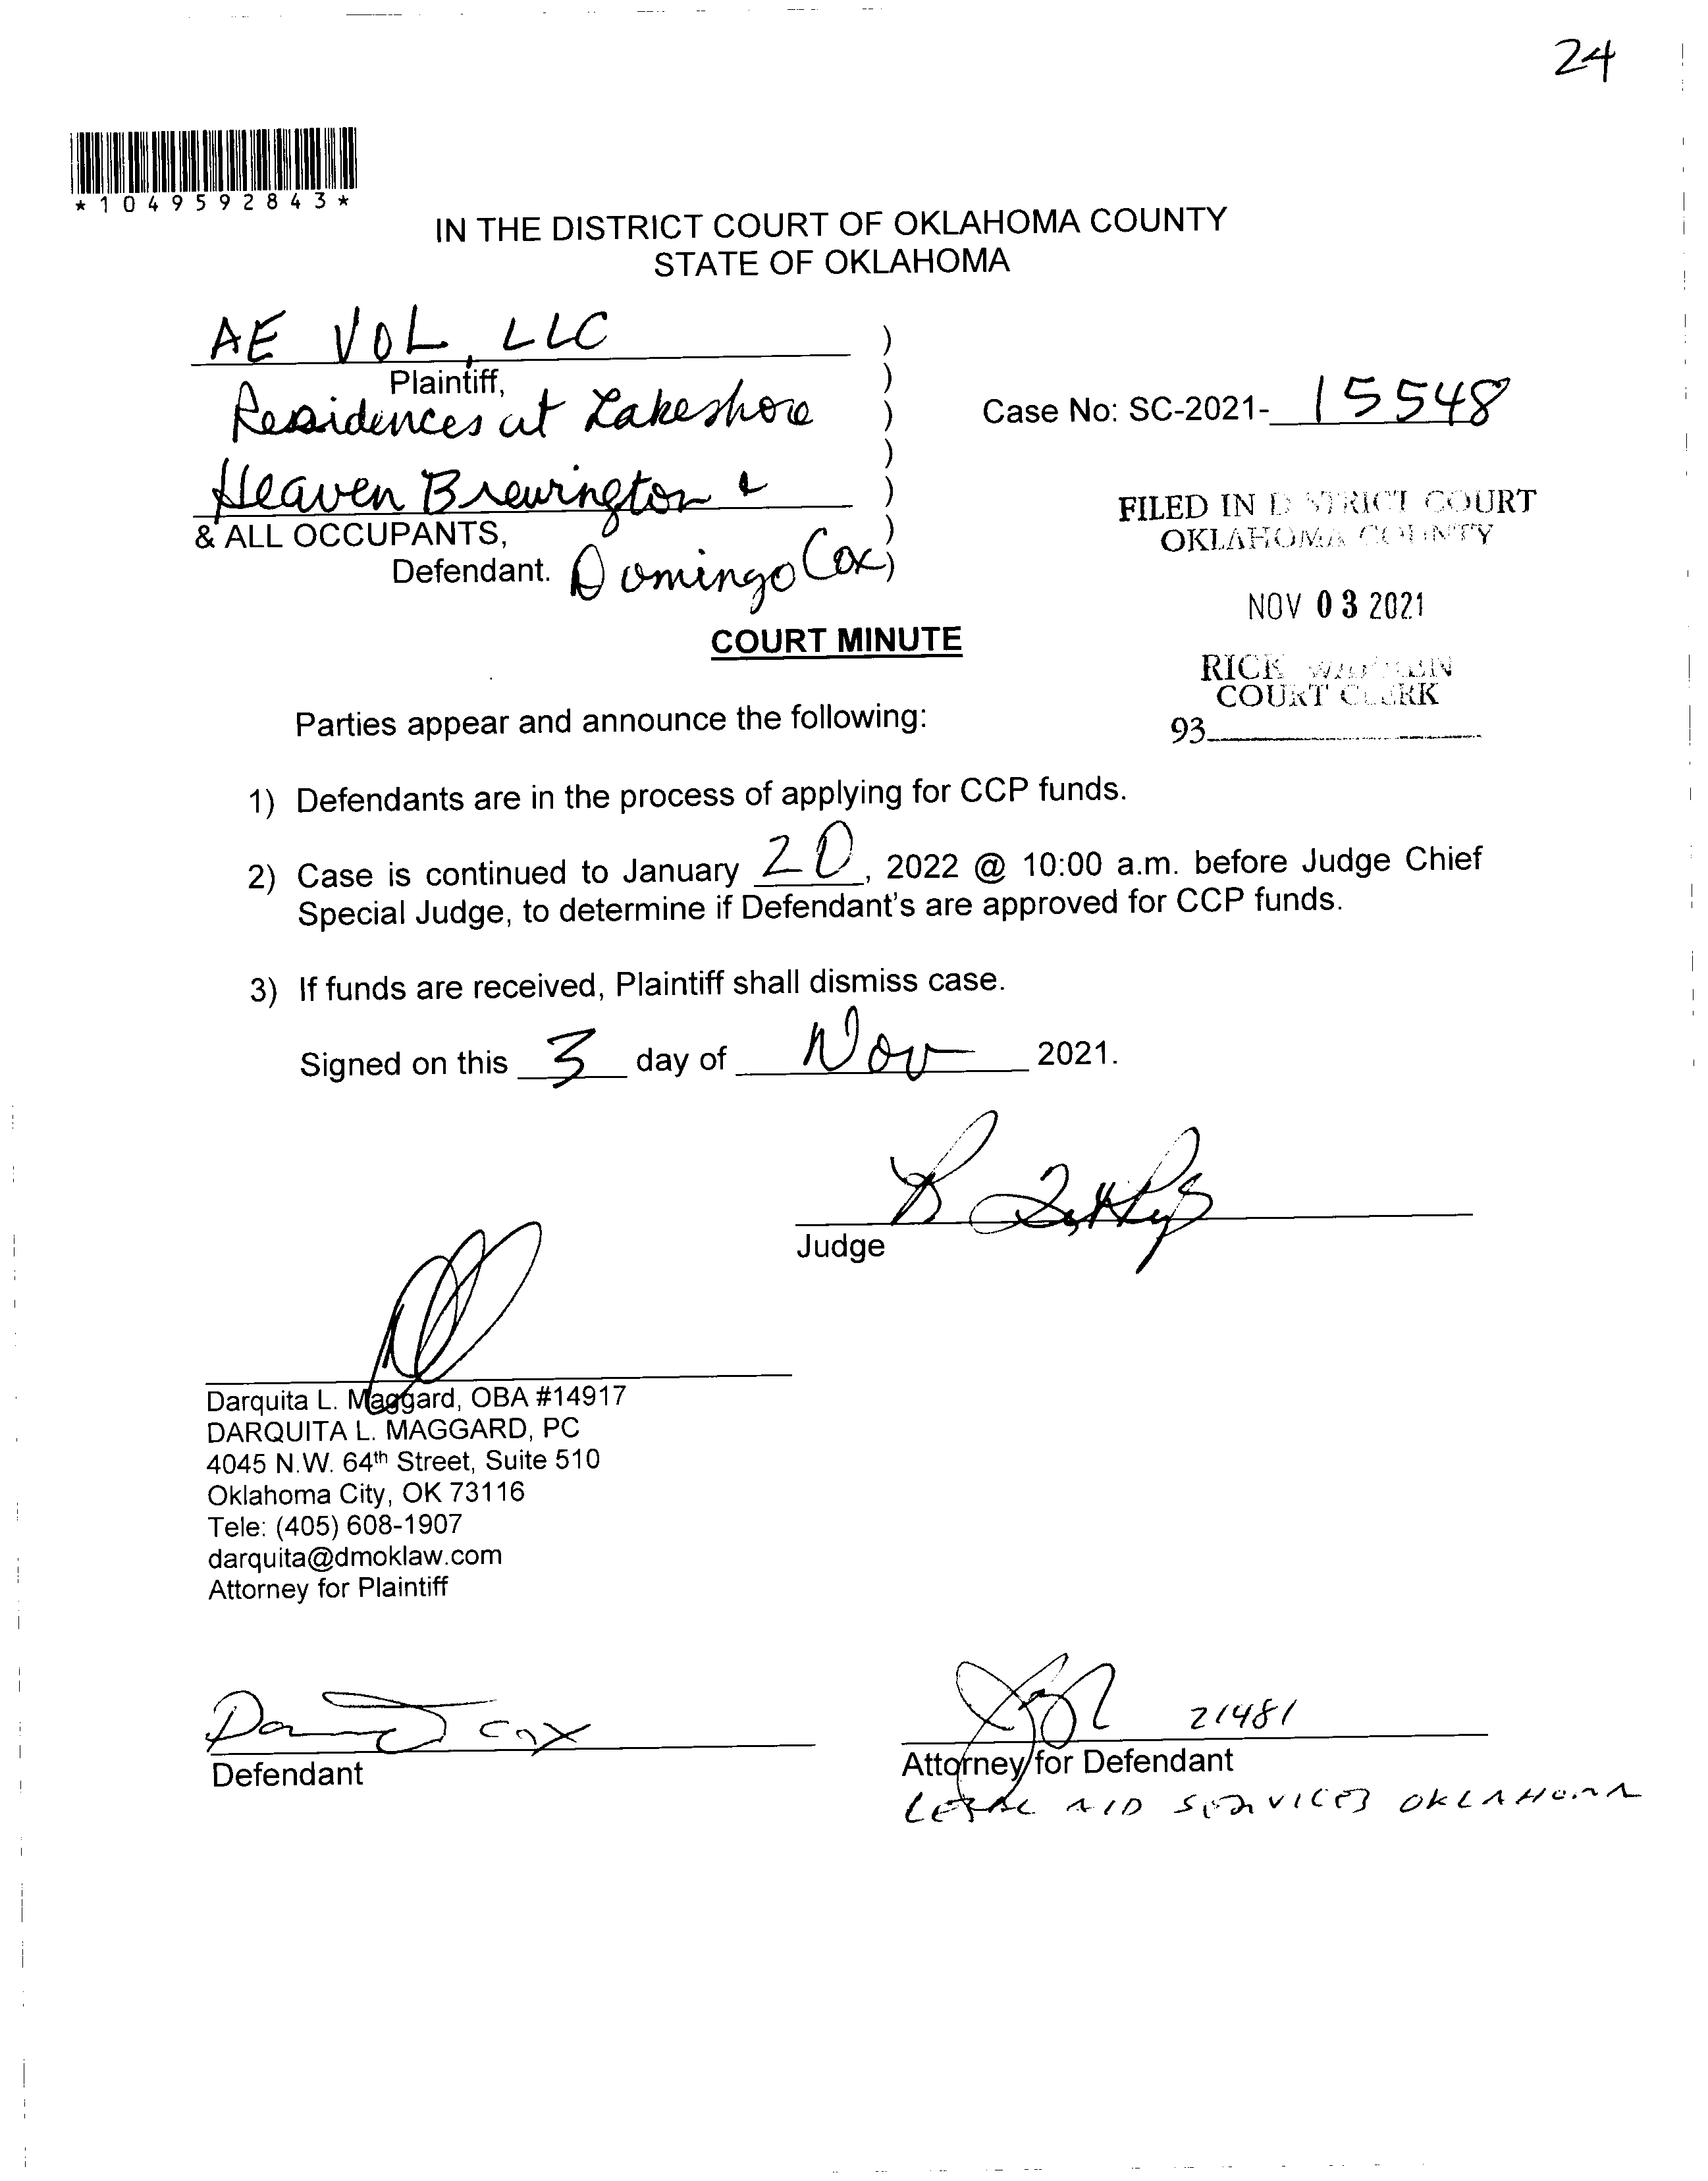 24
*1049592843*
IN THE DISTRICT COURT OF OKLAHOMA COUNTY
STATE OF OKLAHOMA
AE VOL, LLC )
Plaintiff, )
Residences at Lakeshore )
Case No: SC-2021- 15548
)
Heaven Brewington & )
& ALL OCCUPANTS, )
Defendant. Domingo Cox )
FILED IN DISTRICT COURT
OKLAHOMA COUNTY
NOV 03 2021
RICK WARREN
COURT CLERK
93
COURT MINUTE
Parties appear and announce the following:
1) Defendants are in the process of applying for CCP funds.
2) Case is continued to January 20, 2022 @ 10:00 a.m. before Judge Chief
Special Judge, to determine if Defendant's are approved for CCP funds.
3) If funds are received, Plaintiff shall dismiss case.
Signed on this 3 day of Nov 2021.
Judge
Darquita L. Maggard, OBA #14917
DARQUITA L. MAGGARD, PC
4045 N.W. 64th Street, Suite 510
Oklahoma City, OK 73116
Tele: (405) 608-1907
darquita@dmoklaw.com
Attorney for Plaintiff
Cox
Defendant
21481
Attorney for Defendant
LEGAL AID SERVICES OKLAHOMA